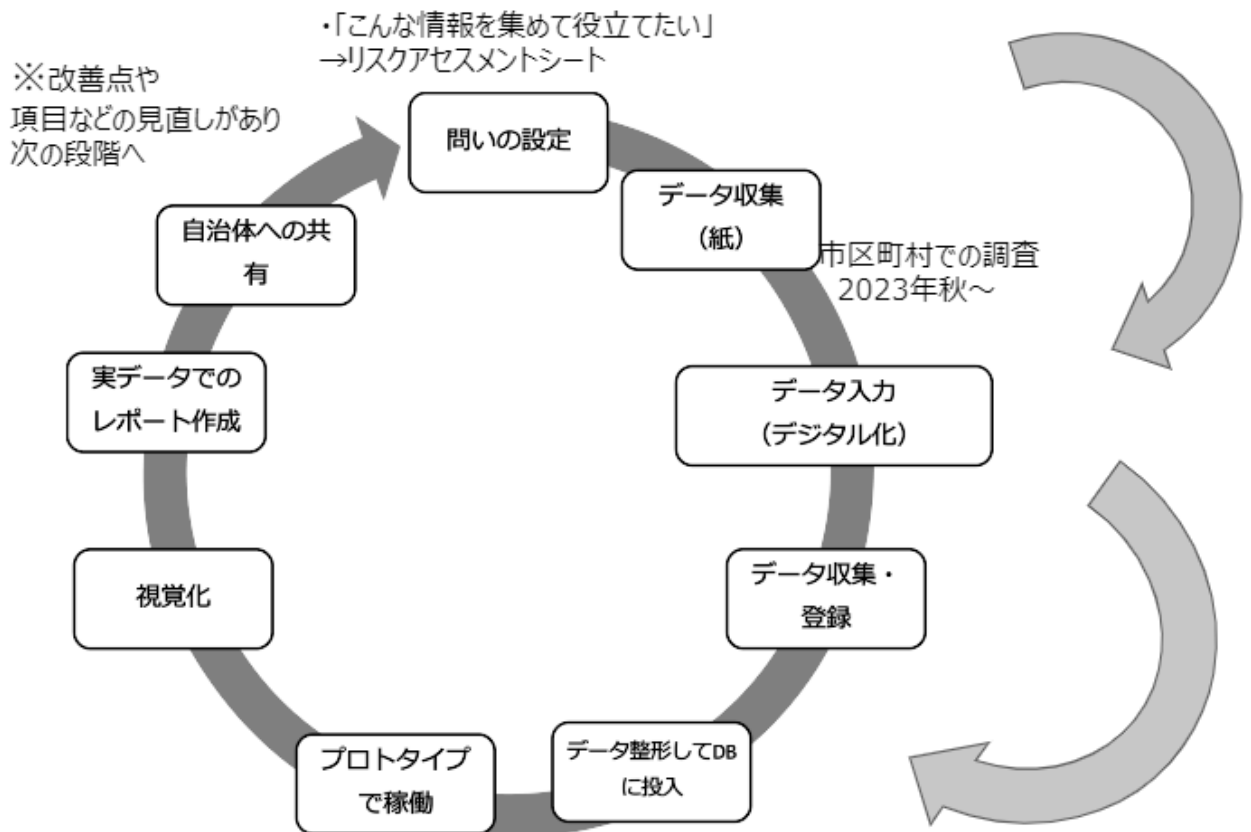 ・「こんな情報を集めて役立てたい」
→リスクアセスメントシート
※改善点や
項目などの見直しがあり
次の段階へ
問いの設定
データ収集
（紙）
市区町村での調査
2023年秋～
データ入力
（デジタル化）
データ収集・
登録
データ整形してDB
に投入
プロトタイプ
で稼働
視覚化
実データでの
レポート作成
自治体への共
有